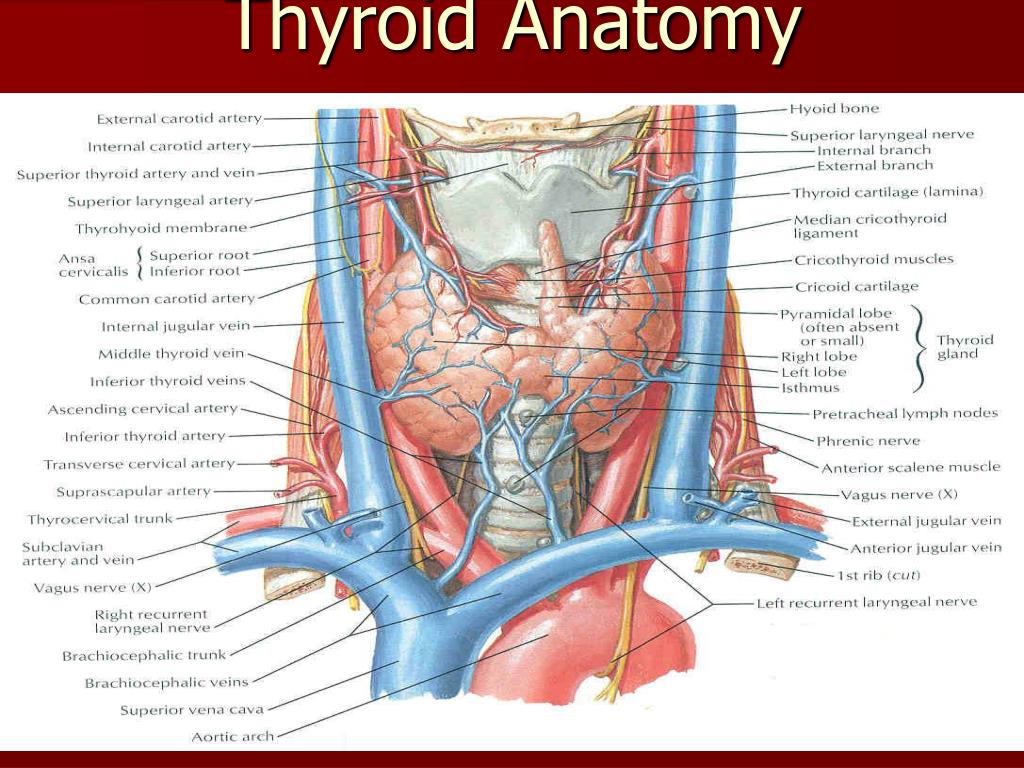 Thyroid Anatomy
External carotid artery
Internal carotid artery
Superior thyroid artery and vein
Superior laryngeal artery
Thyrohyoid membrane
Ansa
cervicalis
Superior root
Inferior root
Common carotid artery
Internal jugular vein
Middle thyroid vein
Inferior thyroid veins
Ascending cervical artery
Inferior thyroid artery
Transverse cervical artery
Suprascapular artery
Thyrocervical trunk
Subclavian
artery and vein
Vagus nerve (X)
Right recurrent
laryngeal nerve
Brachiocephalic trunk
Brachiocephalic veins
Superior vena cava
Aortic arch
Hyoid bone
Superior laryngeal nerve
Internal branch
External branch
Thyroid cartilage (lamina)
Median cricothyroid
ligament
Cricothyroid muscles
Cricoid cartilage
Pyramidal lobe
(often absent
or small)
Right lobe
Left lobe
Isthmus
Thyroid
gland
Pretracheal lymph nodes
Phrenic nerve
Anterior scalene muscle
Vagus nerve (X)
External jugular vein
Anterior jugular vein
1st rib (cut)
Left recurrent laryngeal nerve